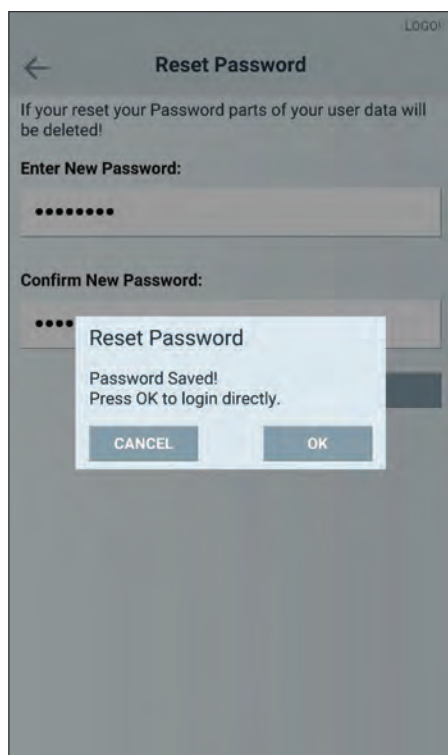 LOGO!
Reset Password
If your reset your Password parts of your user data will
be deleted!
Enter New Password:
••••••••
Confirm New Password:
••••
Reset Password
Password Saved!
Press OK to login directly.
CANCEL
OK